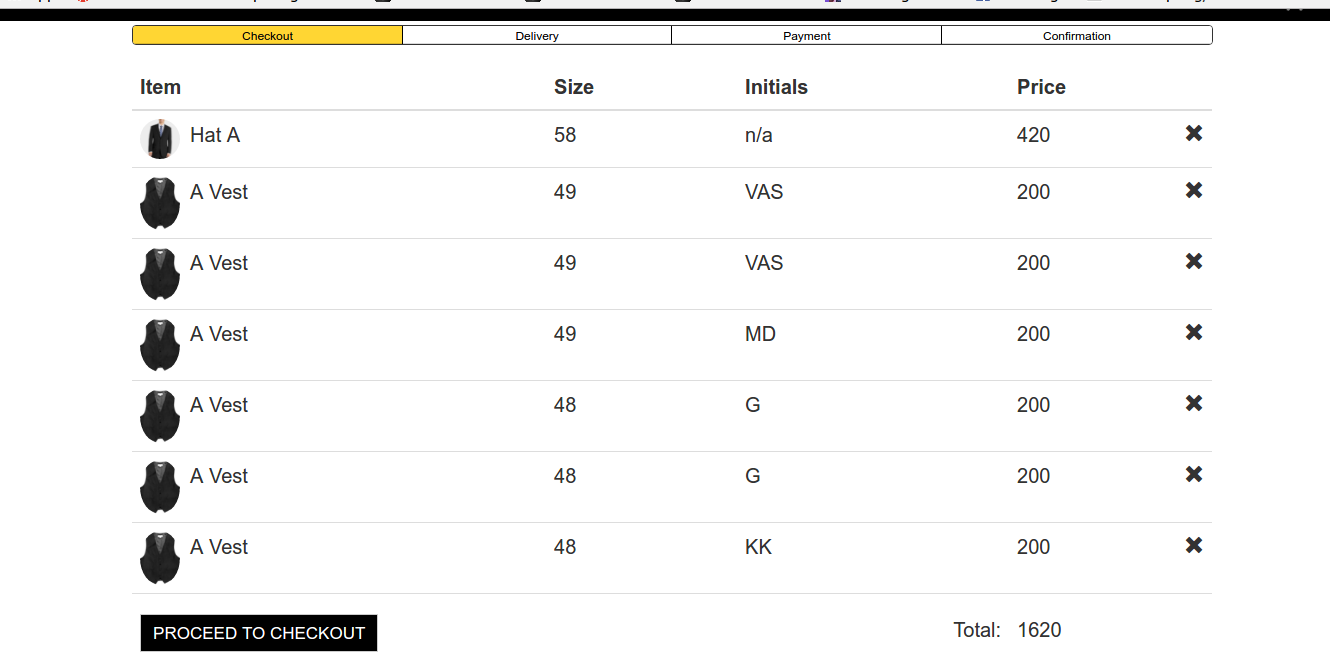 Checkout Delivery Payment Confirmation
Item Size Initials Price
Hat A 58 n/a 420 ✖
A Vest 49 VAS 200 ✖
A Vest 49 VAS 200 ✖
A Vest 49 MD 200 ✖
A Vest 48 G 200 ✖
A Vest 48 G 200 ✖
A Vest 48 KK 200 ✖
PROCEED TO CHECKOUT Total: 1620